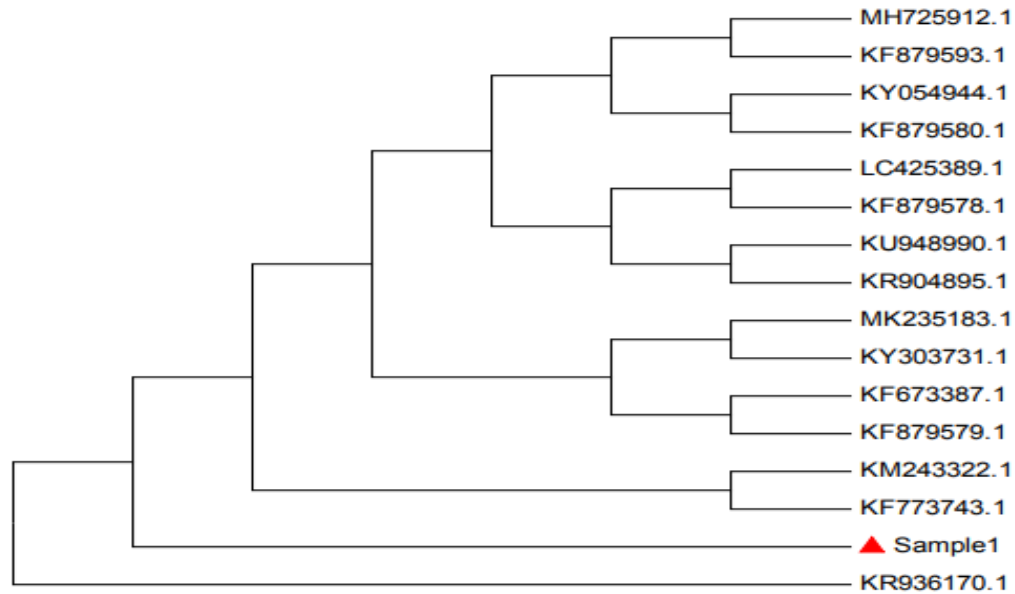 MH725912.1
KF879593.1
KY054944.1
KF879580.1
LC425389.1
KF879578.1
KU948990.1
KR904895.1
MK235183.1
KY303731.1
KF673387.1
KF879579.1
KM243322.1
KF773743.1
Sample1
KR936170.1